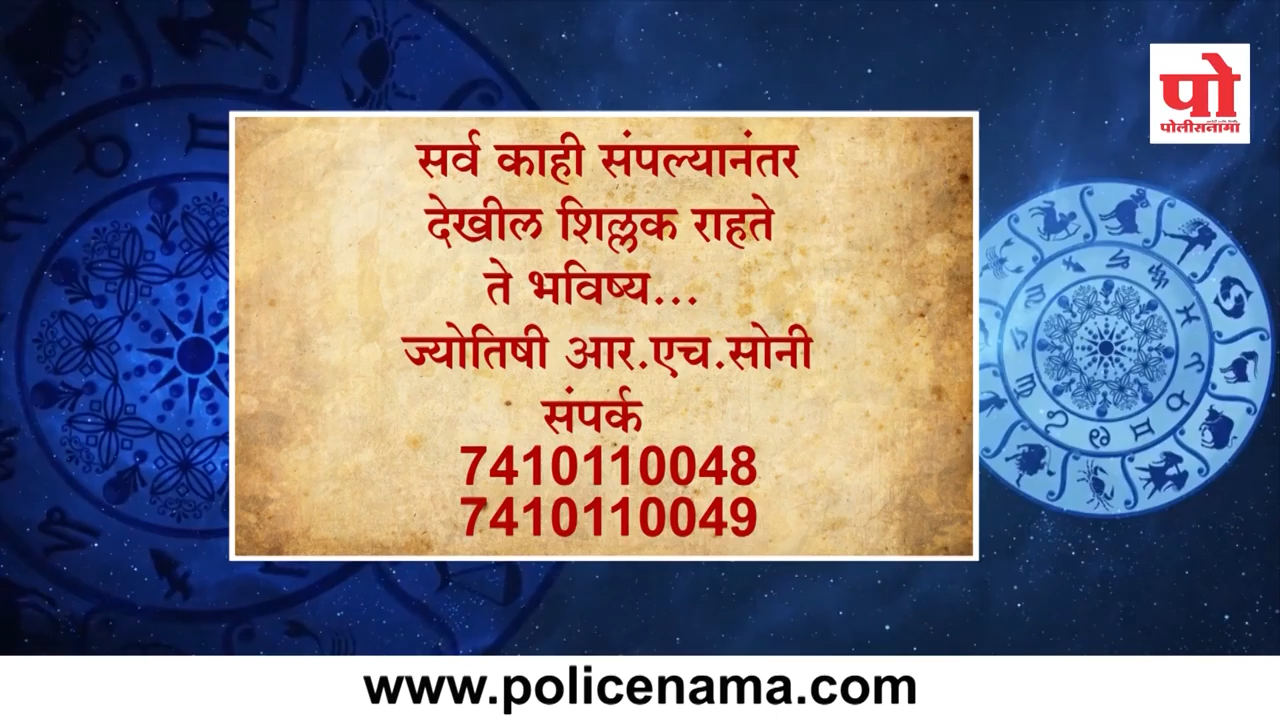 पो
पोलीसनामा
सर्व काही संपल्यानंतर
देखील शिल्लक राहते
ते भविष्य...
ज्योतिषी आर.एच.सोनी
संपर्क
7410110048
7410110049
www.policenama.com